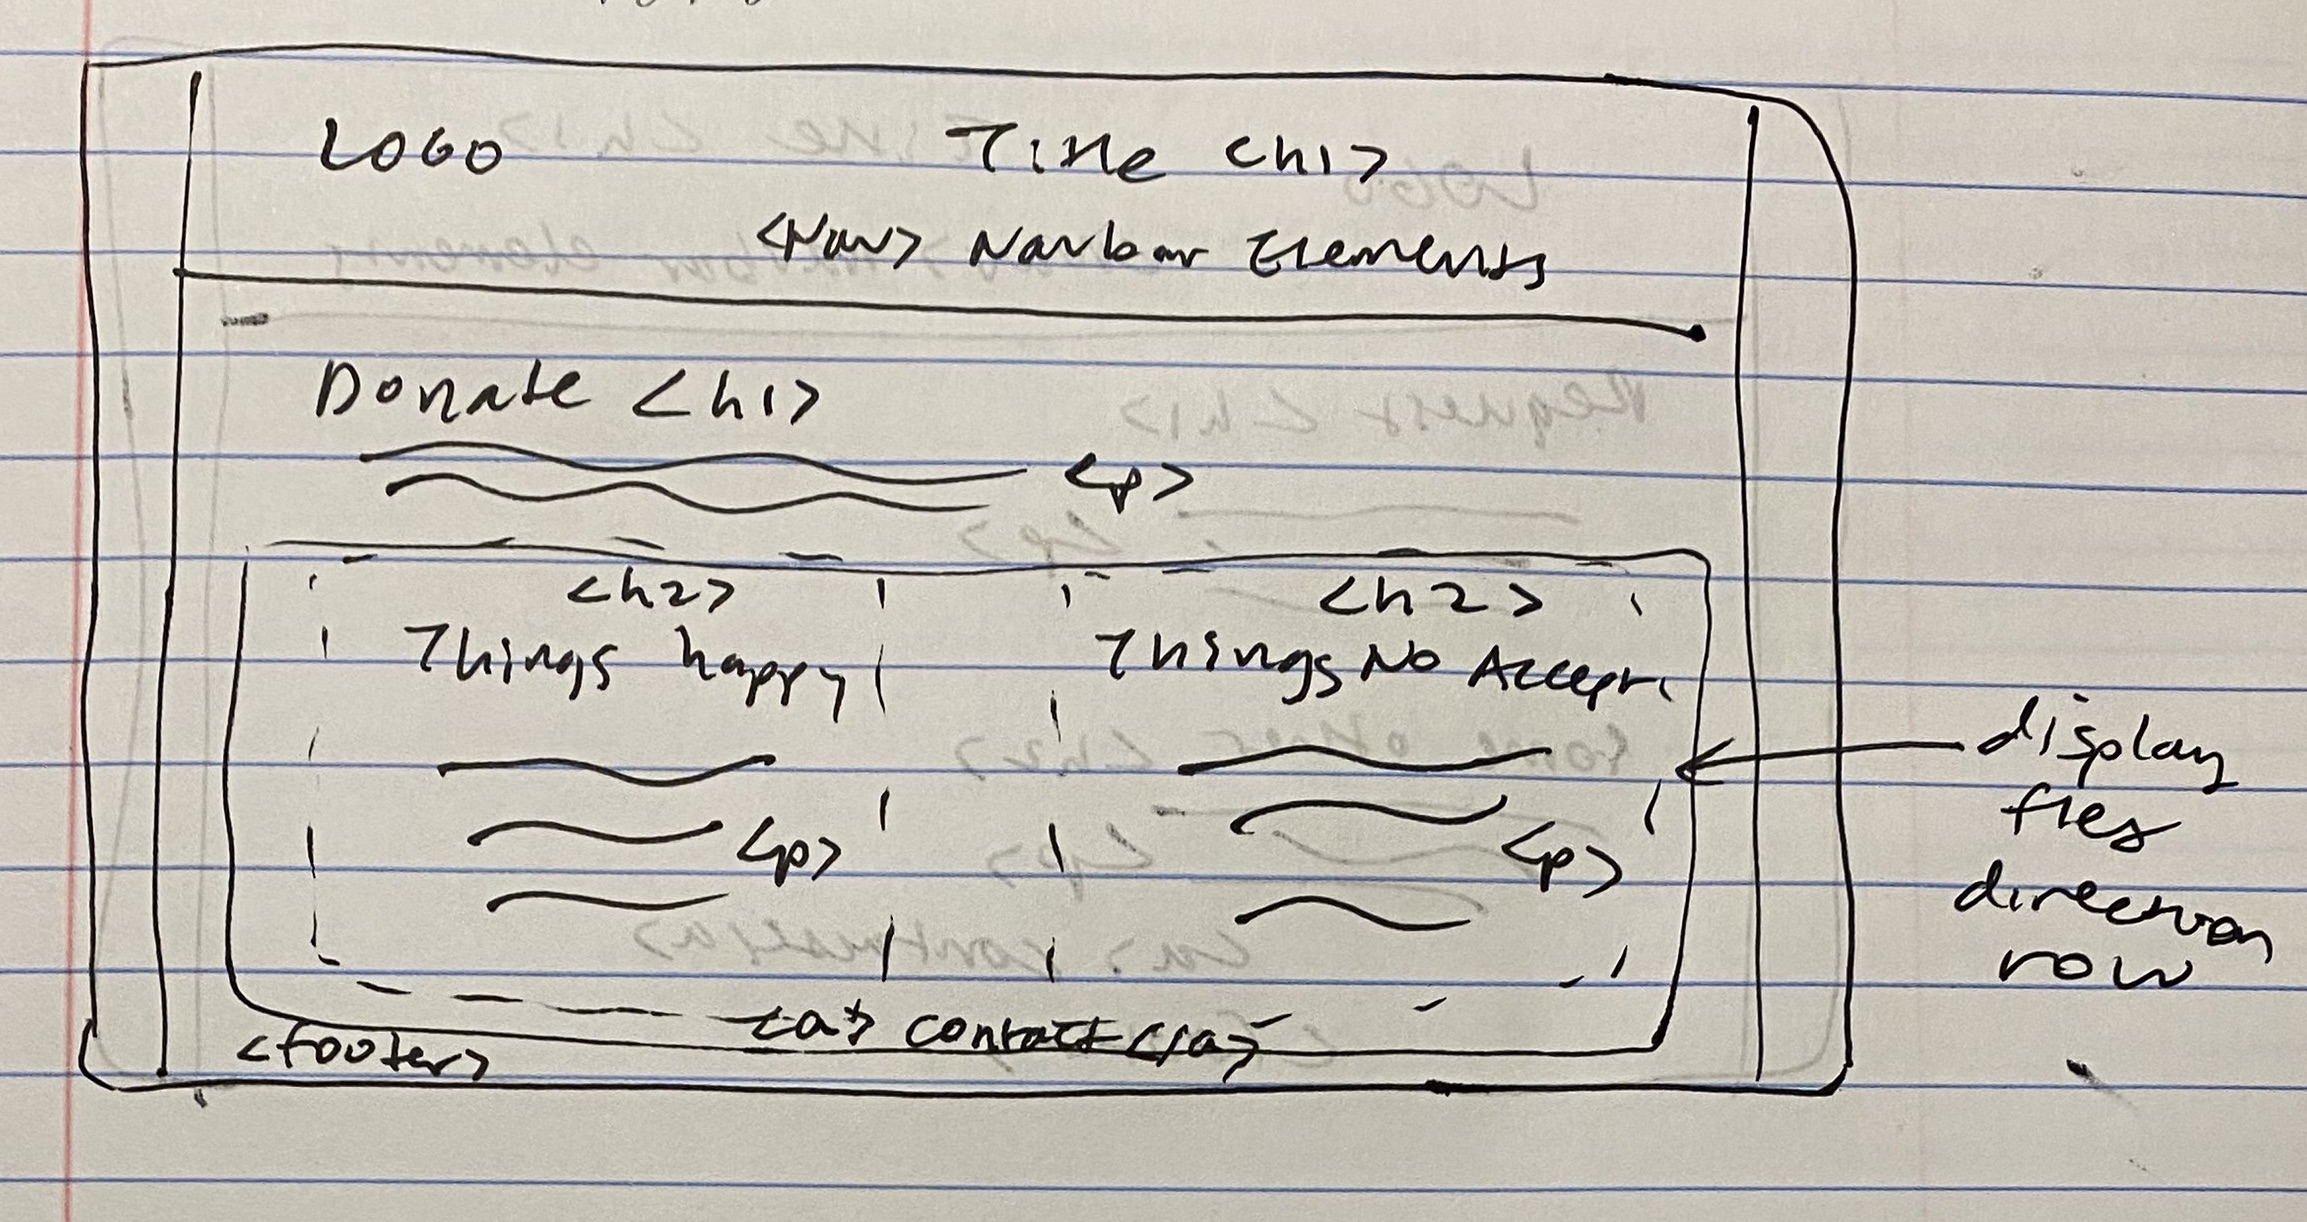 LOGO Title <h1>
<Nav> Navbar Elements
Donate <h1>
<p>
<h2> <h2>
Things happy Things No Accept.
<p> <p>
display
flex
direction
row
<a> contact </a>
<footer>